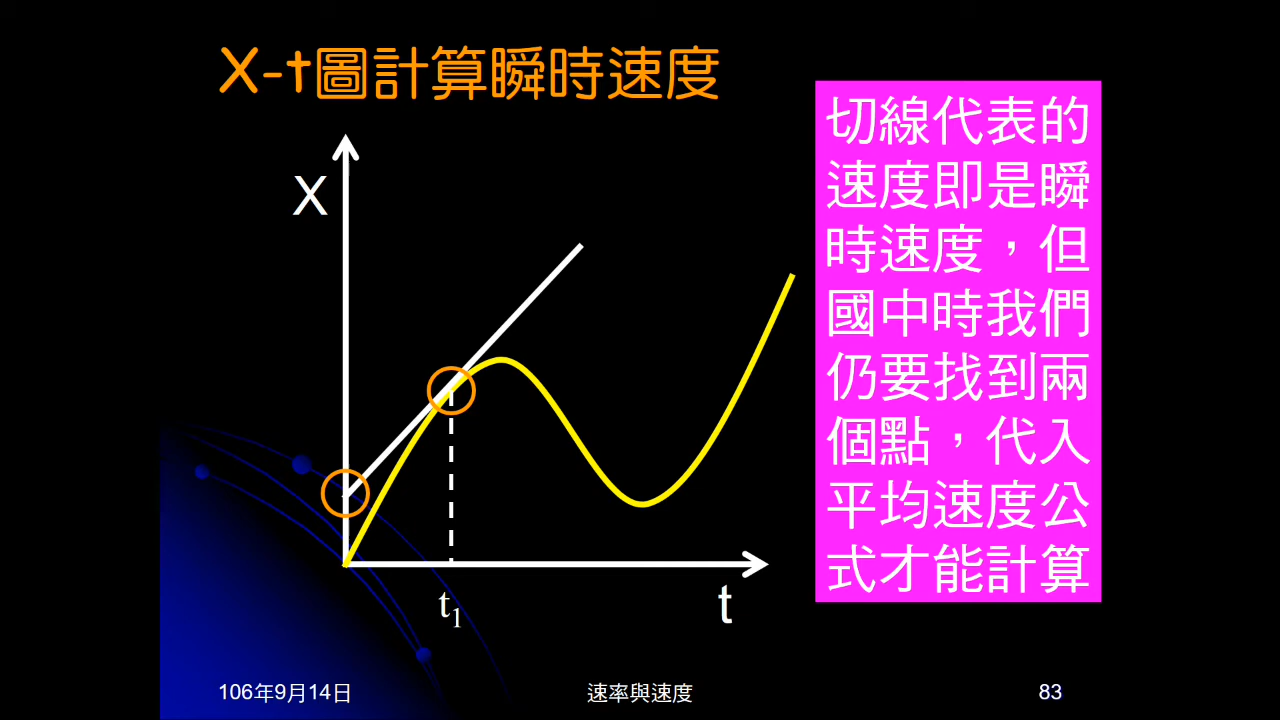 X-t圖計算瞬時速度
X
切線代表的
速度即是瞬
時速度，但
國中時我們
仍要找到兩
個點，代入
平均速度公
式才能計算
t₁
t
106年9月14日
速率與速度
83